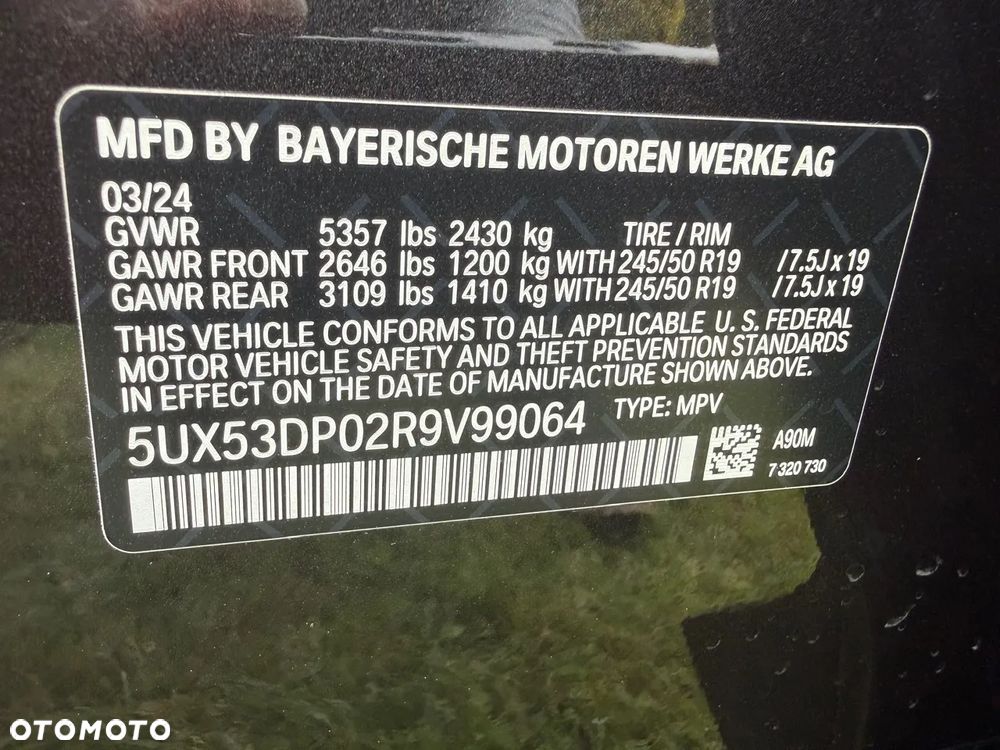 MFD BY BAYERISCHE MOTOREN WERKE AG
03/24
GVWR 5357 lbs 2430 kg TIRE / RIM
GAWR FRONT 2646 lbs 1200 kg WITH 245/50 R19 /7.5J x 19
GAWR REAR 3109 lbs 1410 kg WITH 245/50 R19 /7.5J x 19
THIS VEHICLE CONFORMS TO ALL APPLICABLE U. S. FEDERAL
MOTOR VEHICLE SAFETY AND THEFT PREVENTION STANDARDS
IN EFFECT ON THE DATE OF MANUFACTURE SHOWN ABOVE.
5UX53DP02R9V99064 TYPE: MPV
A90M
7 320 730
OTOMOTO